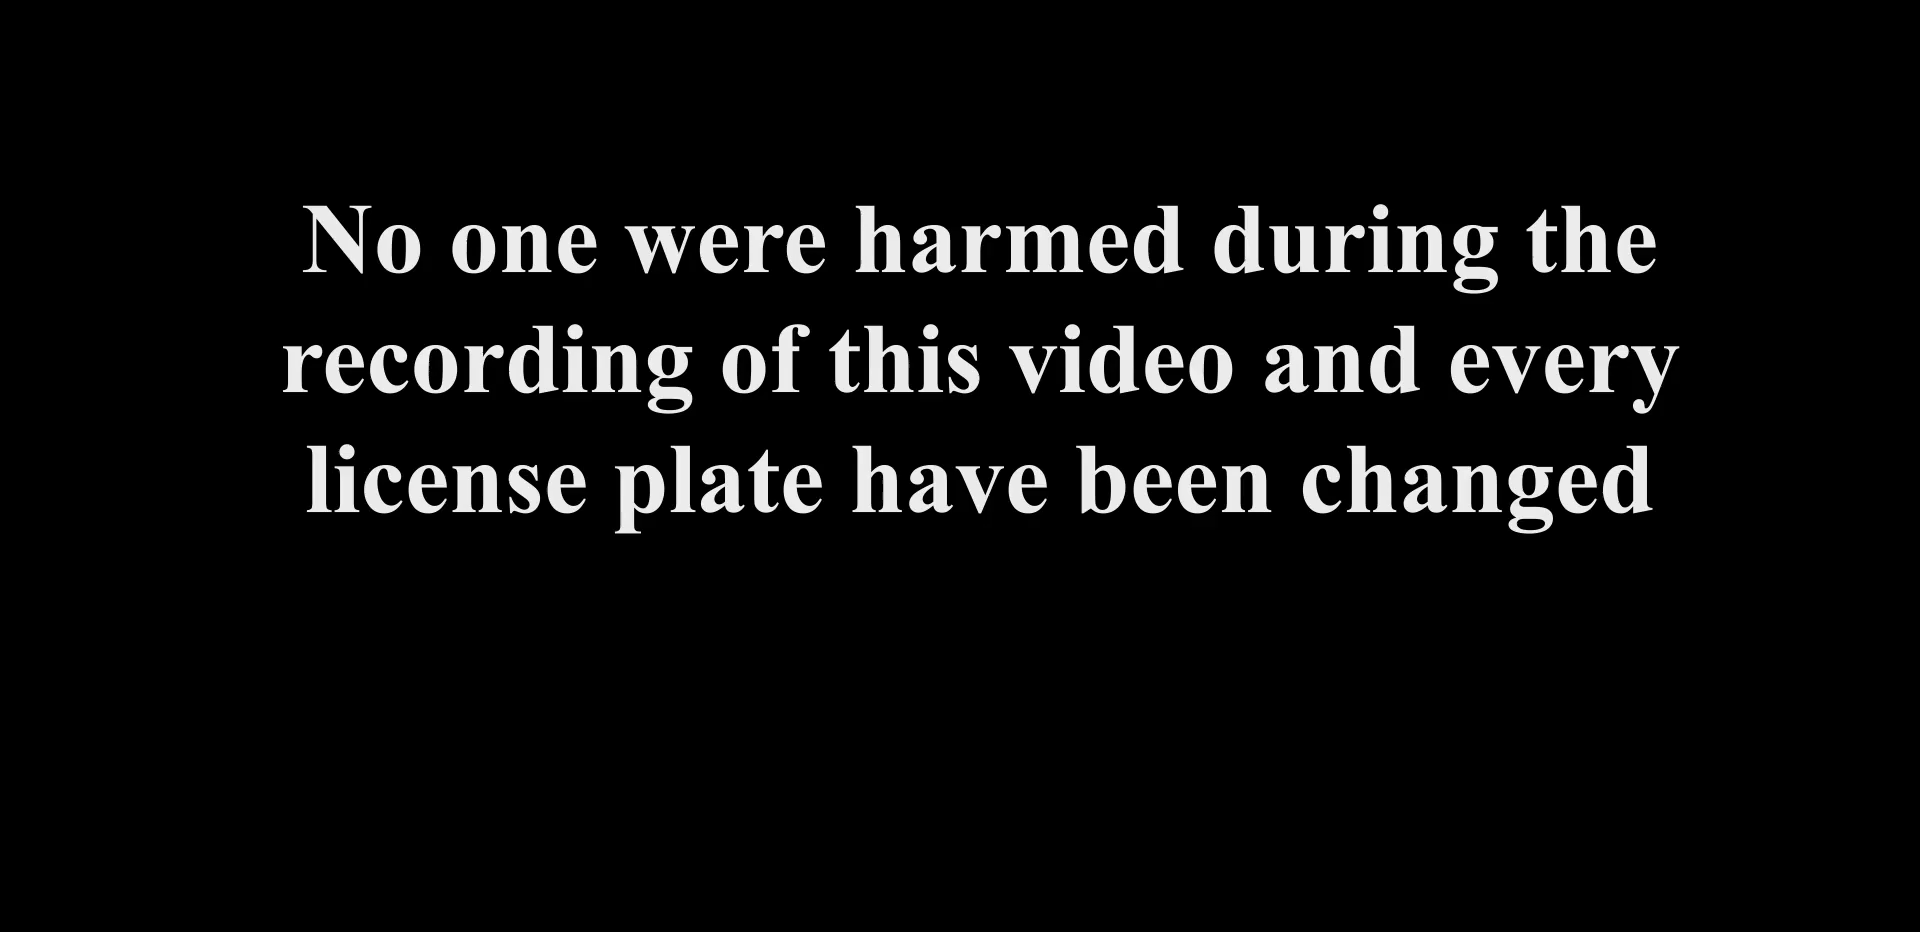 No one were harmed during the
recording of this video and every
license plate have been changed